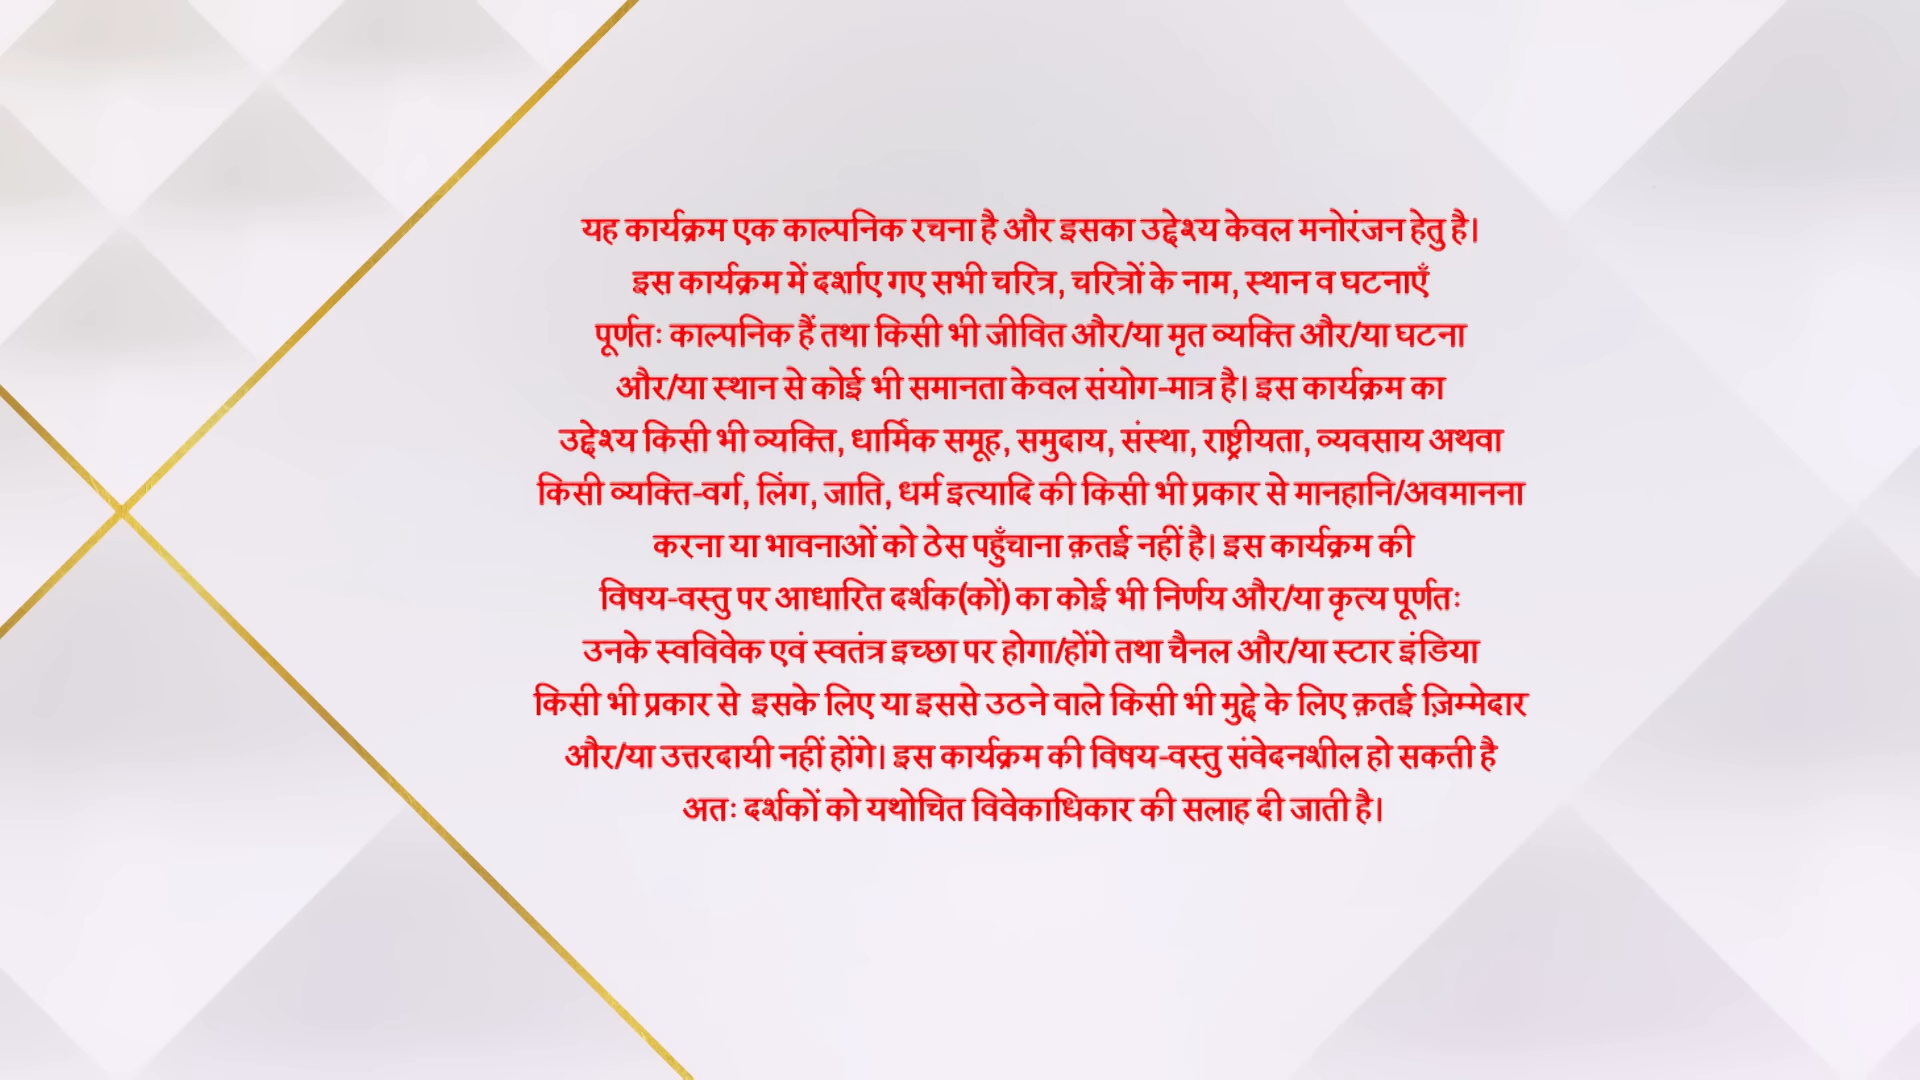 यह कार्यक्रम एक काल्पनिक रचना है और इसका उद्देश्य केवल मनोरंजन हेतु है।
इस कार्यक्रम में दर्शाए गए सभी चरित्र, चरित्रों के नाम, स्थान व घटनाएँ
पूर्णतः काल्पनिक हैं तथा किसी भी जीवित और/या मृत व्यक्ति और/या घटना
और/या स्थान से कोई भी समानता केवल संयोग-मात्र है। इस कार्यक्रम का
उद्देश्य किसी भी व्यक्ति, धार्मिक समूह, समुदाय, संस्था, राष्ट्रीयता, व्यवसाय अथवा
किसी व्यक्ति-वर्ग, लिंग, जाति, धर्म इत्यादि की किसी भी प्रकार से मानहानि/अवमानना
करना या भावनाओं को ठेस पहुँचाना क़तई नहीं है। इस कार्यक्रम की
विषय-वस्तु पर आधारित दर्शक(कों) का कोई भी निर्णय और/या कृत्य पूर्णतः
उनके स्वविवेक एवं स्वतंत्र इच्छा पर होगा/होंगे तथा चैनल और/या स्टार इंडिया
किसी भी प्रकार से इसके लिए या इससे उठने वाले किसी भी मुद्दे के लिए क़तई ज़िम्मेदार
और/या उत्तरदायी नहीं होंगे। इस कार्यक्रम की विषय-वस्तु संवेदनशील हो सकती है
अतः दर्शकों को यथोचित विवेकाधिकार की सलाह दी जाती है।